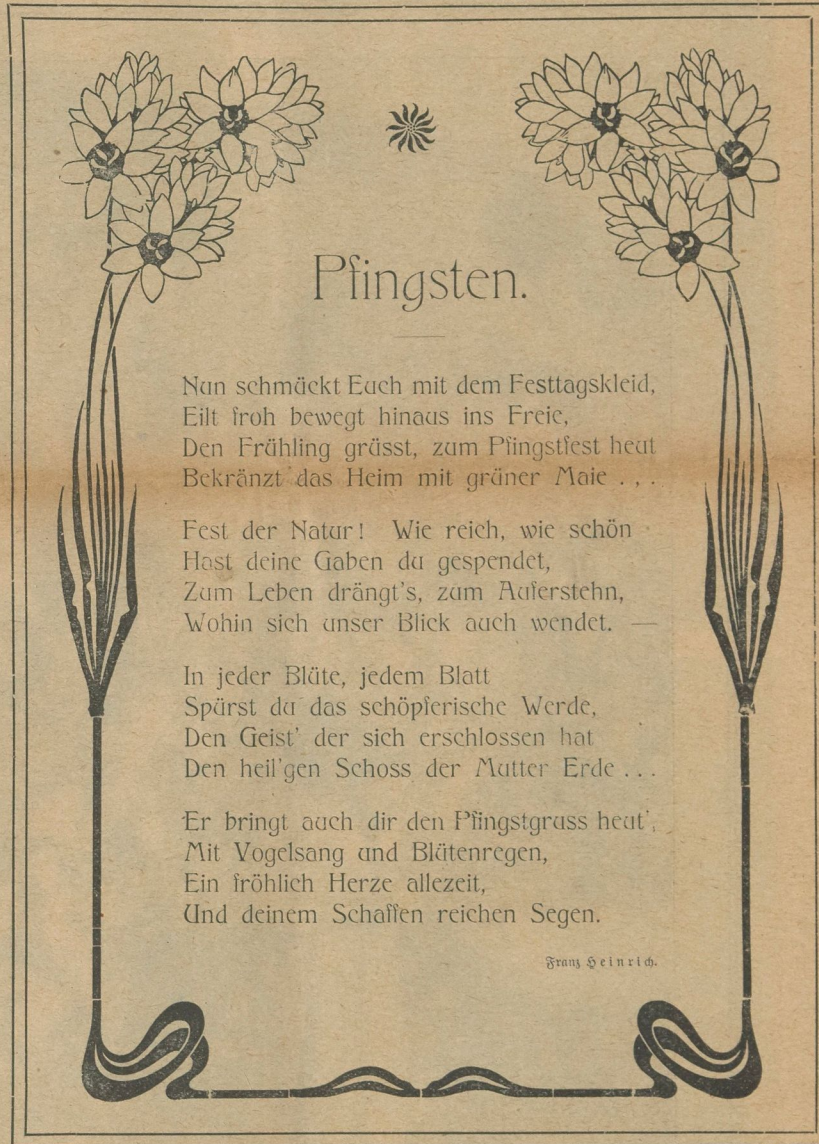 Pfingsten.
Nun schmückt Euch mit dem Festtagskleid,
Eilt froh bewegt hinaus ins Freie,
Den Frühling grüsst, zum Pfingstfest heut
Bekränzt das Heim mit grüner Maie . . .
Fest der Natur! Wie reich, wie schön
Hast deine Gaben du gespendet,
Zum Leben drängt's, zum Auferstehn,
Wohin sich unser Blick auch wendet. —
In jeder Blüte, jedem Blatt
Spürst du das schöpferische Werde,
Den Geist' der sich erschlossen hat
Den heil'gen Schoss der Mutter Erde . . .
Er bringt auch dir den Pfingstgruss heut',
Mit Vogelsang und Blütenregen,
Ein fröhlich Herze allezeit,
Und deinem Schaffen reichen Segen.
Franz Heinrich.